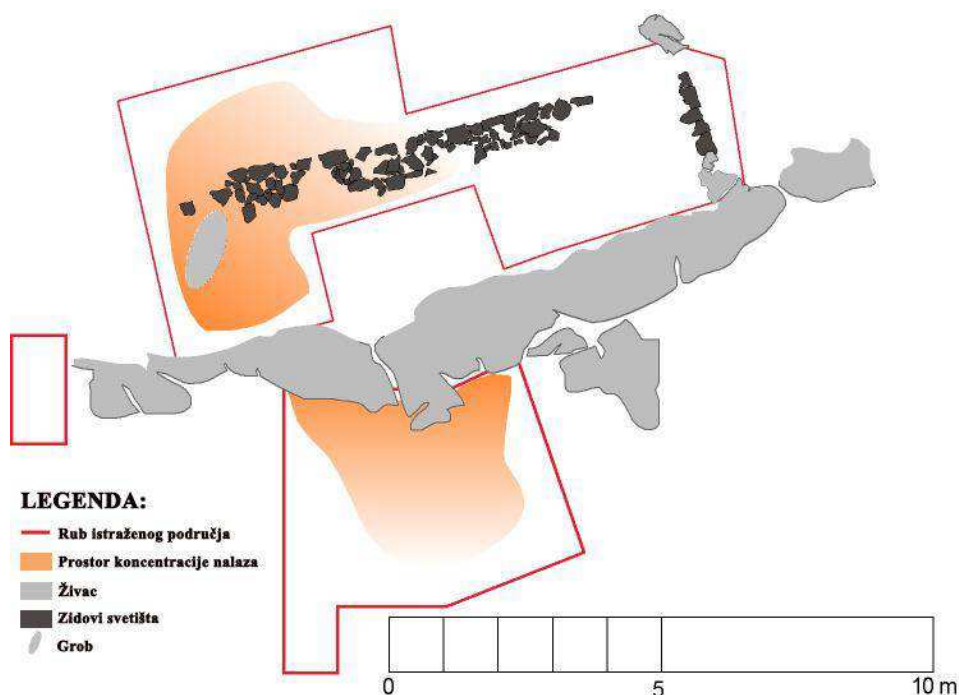 LEGENDA:
Rub istraženog područja
Prostor koncentracije nalaza
Živac
Zidovi svetišta
Grob
0 5 10 m